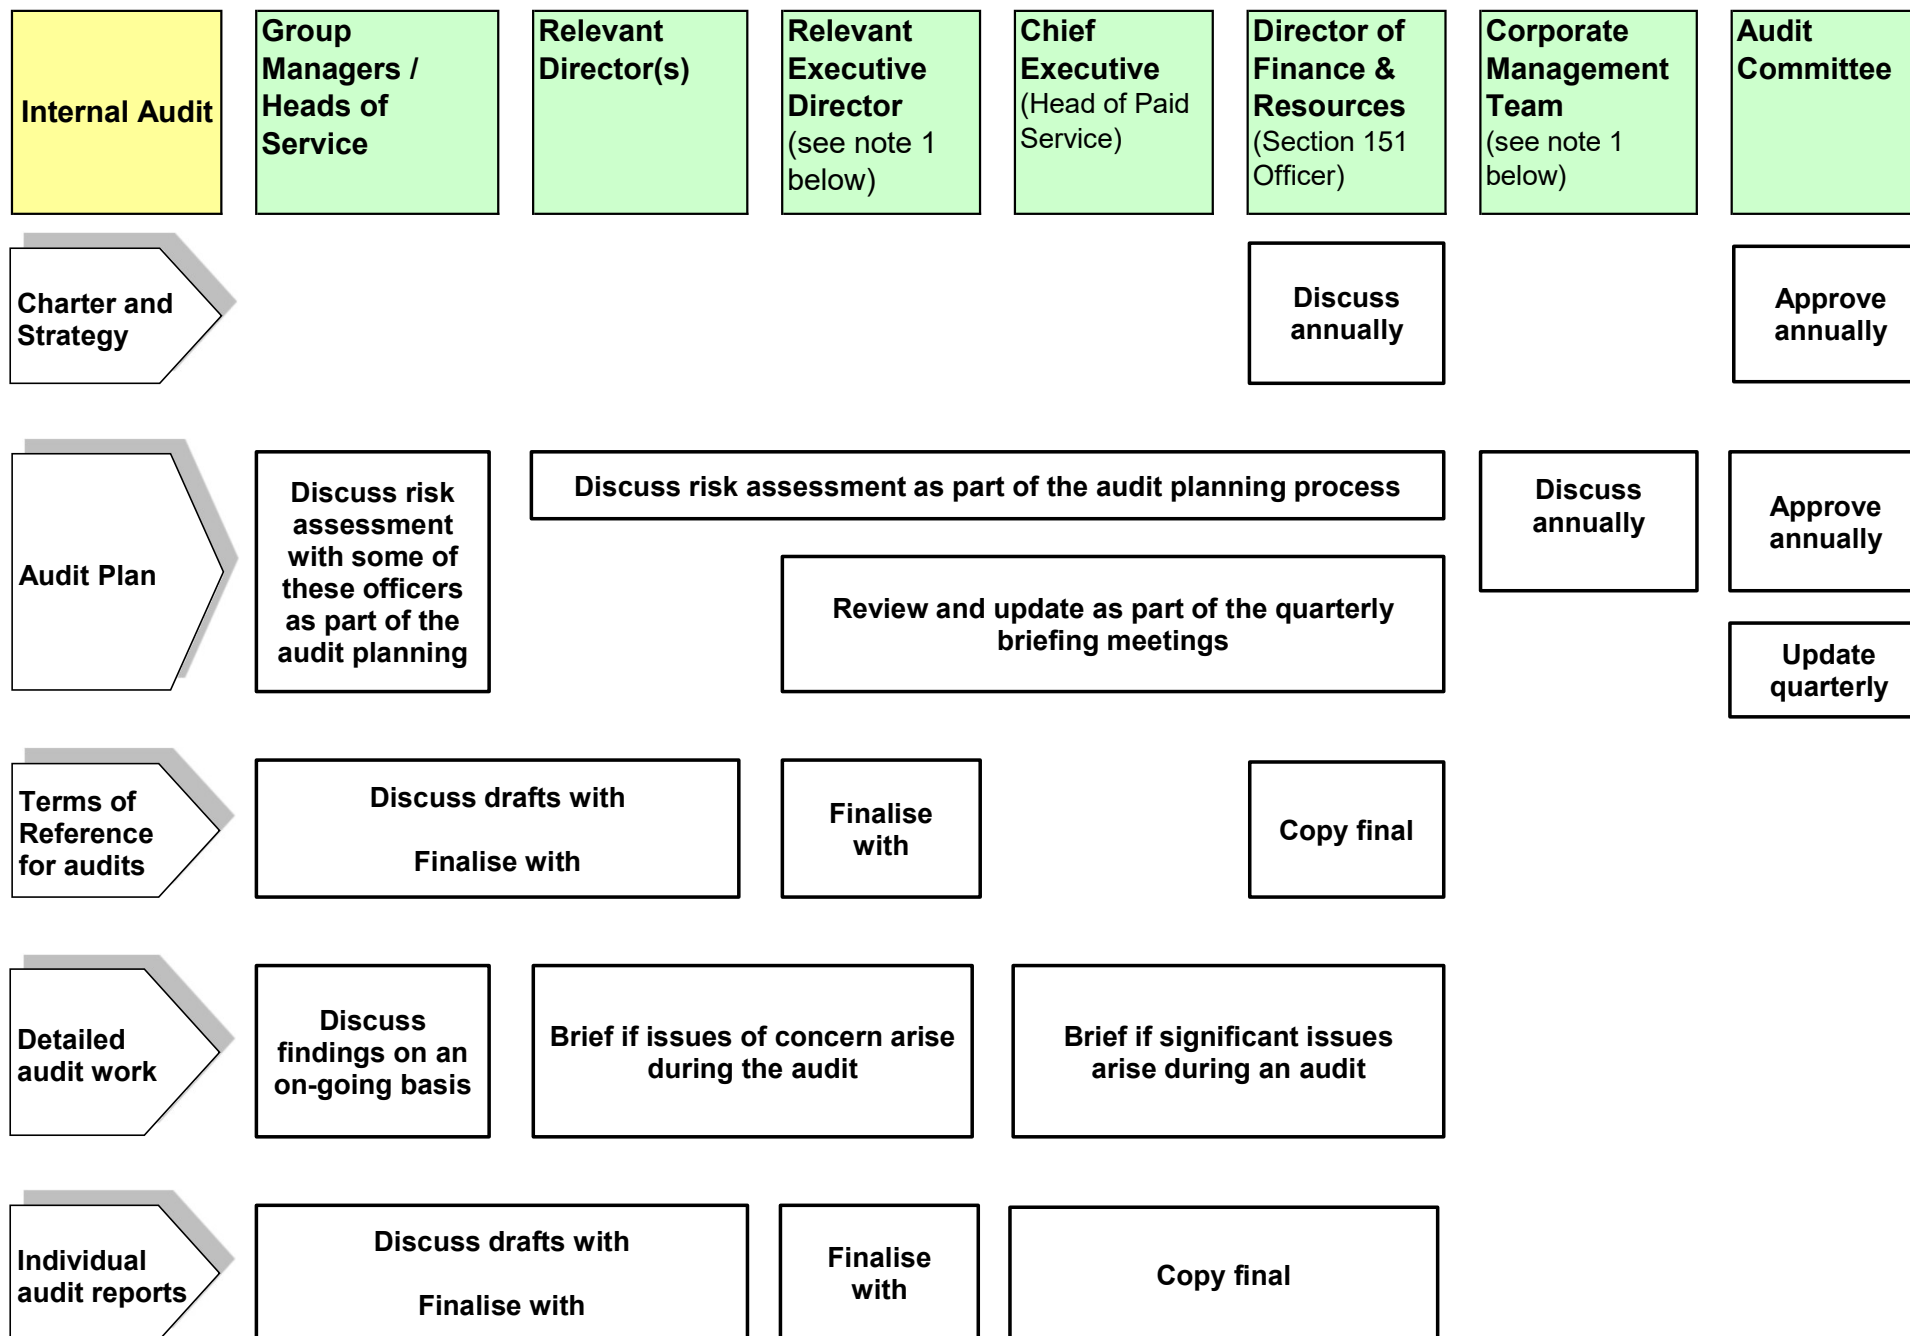 Internal Audit
Group
Managers /
Heads of
Service
Relevant
Director(s)
Relevant
Executive
Director
(see note 1
below)
Chief
Executive
(Head of Paid
Service)
Director of
Finance &
Resources
(Section 151
Officer)
Corporate
Management
Team
(see note 1
below)
Audit
Committee
Charter and
Strategy
Discuss
annually
Approve
annually
Audit Plan
Discuss risk
assessment
with some of
these officers
as part of the
audit planning
Discuss risk assessment as part of the audit planning process
Review and update as part of the quarterly
briefing meetings
Discuss
annually
Approve
annually
Update
quarterly
Terms of
Reference
for audits
Discuss drafts with
Finalise with
Finalise
with
Copy final
Detailed
audit work
Discuss
findings on an
on-going basis
Brief if issues of concern arise
during the audit
Brief if significant issues
arise during an audit
Individual
audit reports
Discuss drafts with
Finalise with
Finalise
with
Copy final